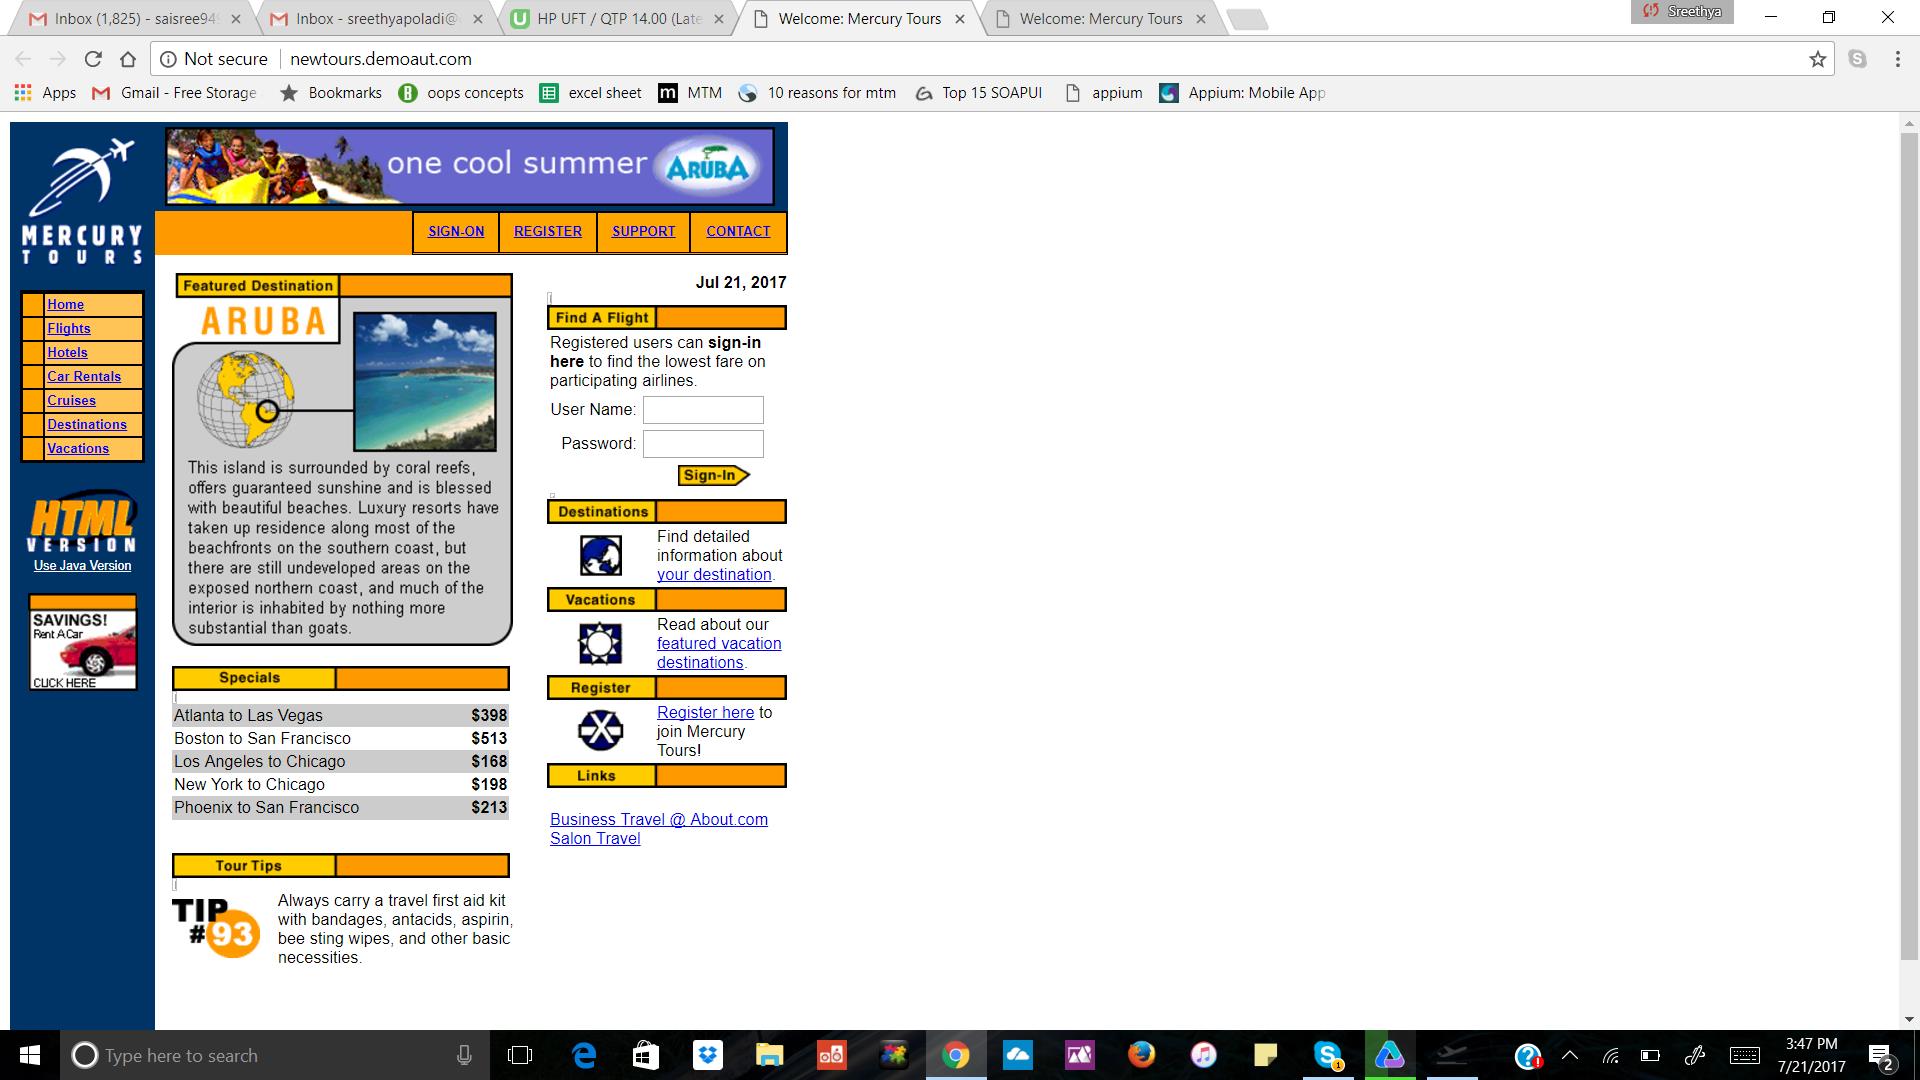 Inbox (1,825) - saisree949
Inbox - sreethyapoladi@
HP UFT / QTP 14.00 (Late
Welcome: Mercury Tours
Welcome: Mercury Tours
Sreethya
Not secure
newtours.demoaut.com
Apps
Gmail - Free Storage
Bookmarks
oops concepts
excel sheet
m MTM
10 reasons for mtm
Top 15 SOAPUI
appium
Appium: Mobile App
one cool summer ARUBA
MERCURY
TOURS
SIGN-ON
REGISTER
SUPPORT
CONTACT
Home
Flights
Hotels
Car Rentals
Cruises
Destinations
Vacations
HTML
VERSION
Use Java Version
SAVINGS!
Rent A Car
CLICK HERE
Featured Destination
ARUBA
This island is surrounded by coral reefs,
offers guaranteed sunshine and is blessed
with beautiful beaches. Luxury resorts have
taken up residence along most of the
beachfronts on the southern coast, but
there are still undeveloped areas on the
exposed northern coast, and much of the
interior is inhabited by nothing more
substantial than goats.
Specials
Atlanta to Las Vegas $398
Boston to San Francisco $513
Los Angeles to Chicago $168
New York to Chicago $198
Phoenix to San Francisco $213
Tour Tips
TIP
#93
Always carry a travel first aid kit
with bandages, antacids, aspirin,
bee sting wipes, and other basic
necessities.
Jul 21, 2017
Find A Flight
Registered users can sign-in
here to find the lowest fare on
participating airlines.
User Name:
Password:
Sign-In
Destinations
Find detailed
information about
your destination.
Vacations
Read about our
featured vacation
destinations.
Register
Register here to
join Mercury
Tours!
Links
Business Travel @ About.com
Salon Travel
Type here to search
3:47 PM
7/21/2017
2